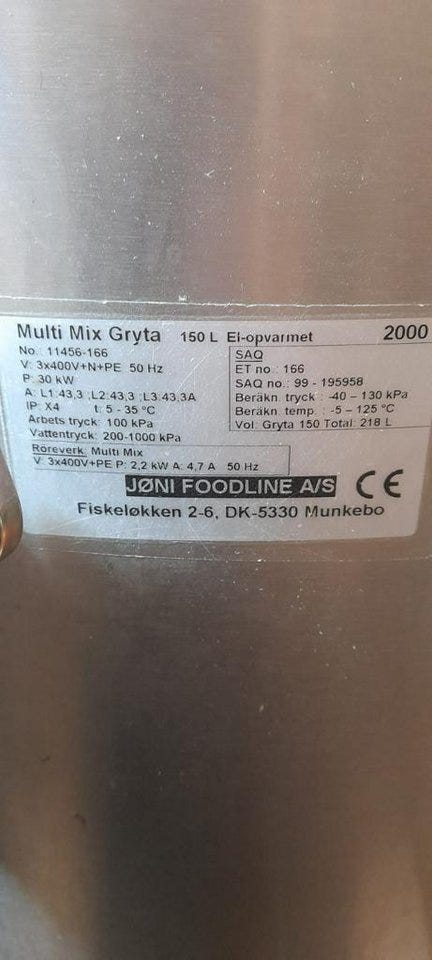 Multi Mix Gryta 150 L El-opvarmet 2000
No.: 11456-166
V: 3x400V+N+PE 50 Hz
P: 30 kW
A: L1:43,3 ;L2:43,3 ;L3:43,3A
IP: X4 t: 5 - 35 °C
Arbets tryck: 100 kPa
Vattentryck: 200-1000 kPa
SAQ
ET no.: 166
SAQ no.: 99 - 195958
Beräkn. tryck : -40 – 130 kPa
Beräkn. temp. : -5 – 125 °C
Vol: Gryta 150 Total: 218 L
Röreverk: Multi Mix
V: 3x400V+PE P: 2,2 kW A: 4,7 A 50 Hz
JØNI FOODLINE A/S CE
Fiskeløkken 2-6, DK-5330 Munkebo